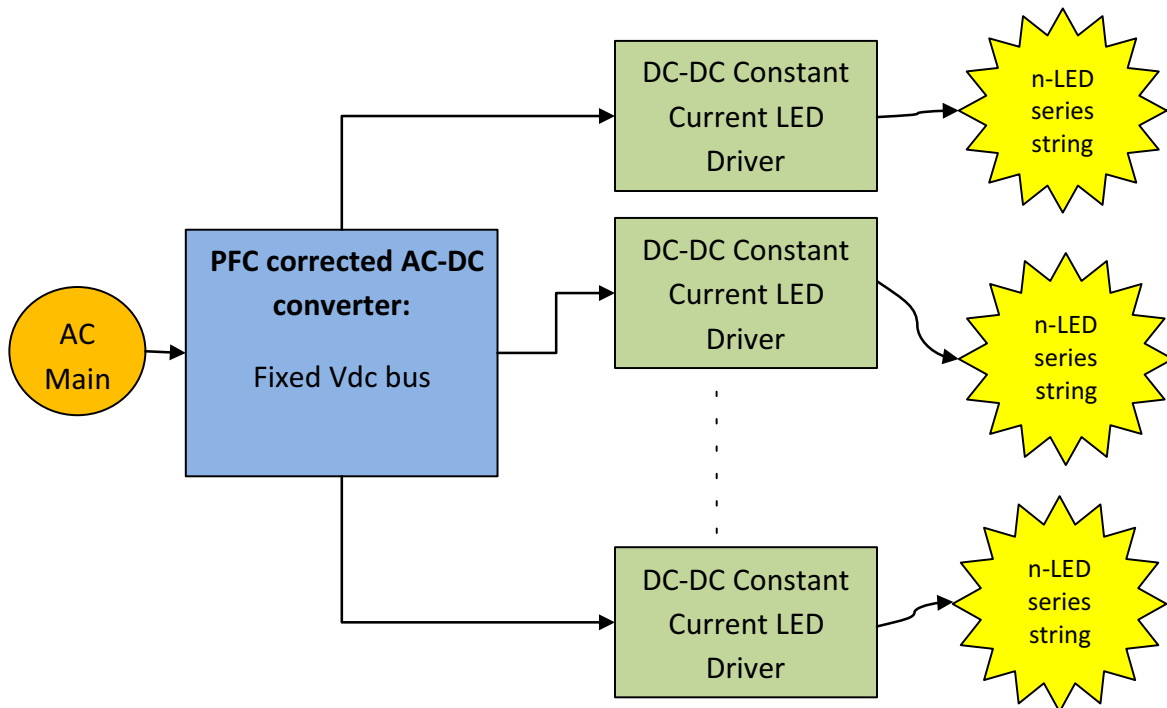 DC-DC Constant
Current LED
Driver
n-LED
series
string
PFC corrected AC-DC
converter:
Fixed Vdc bus
DC-DC Constant
Current LED
Driver
n-LED
series
string
AC
Main
DC-DC Constant
Current LED
Driver
n-LED
series
string